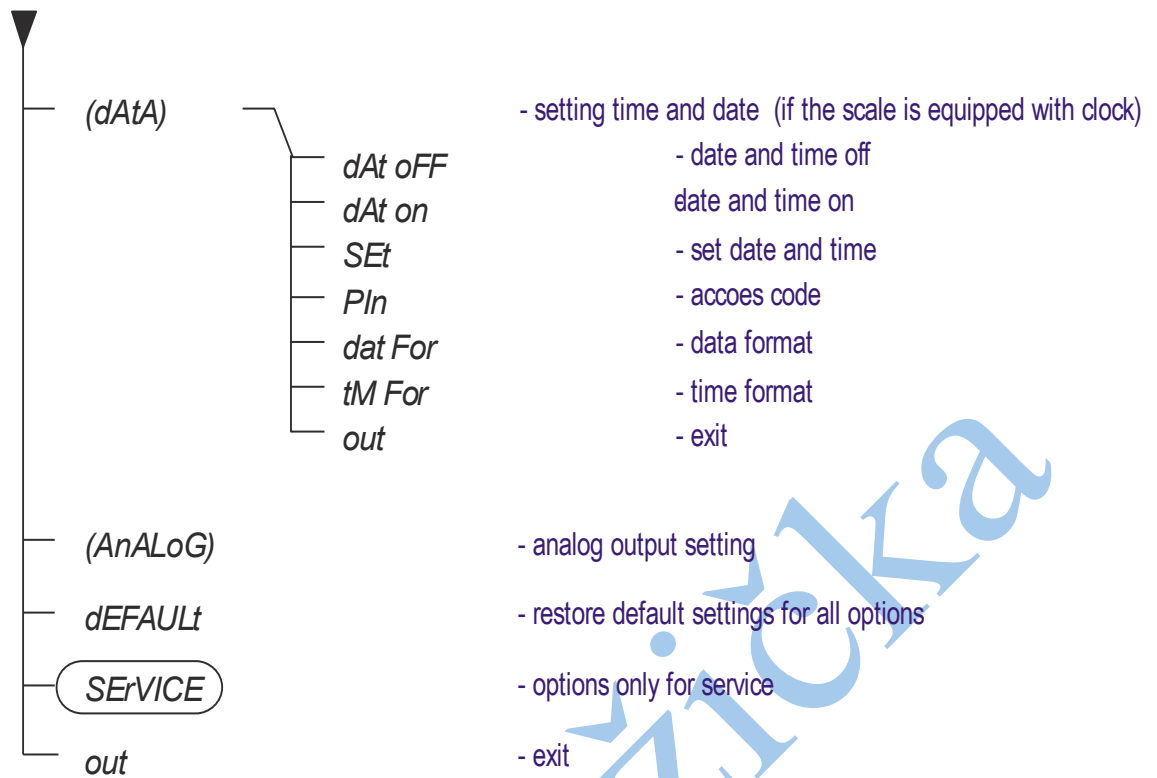 (dAtA) - setting time and date (if the scale is equipped with clock)
dAt oFF - date and time off
dAt on date and time on
SEt - set date and time
PIn - accoes code
dat For - data format
tM For - time format
out - exit
(AnALoG) - analog output setting
dEFAULt - restore default settings for all options
SErVICE - options only for service
out - exit
žička